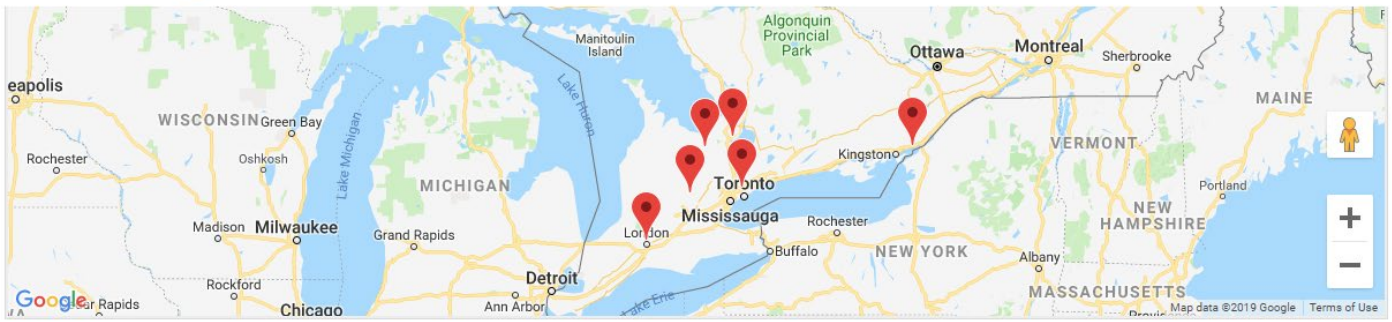 Manitoulin
Island
Algonquin
Provincial
Park
Ottawa
Montreal
Sherbrooke
eapolis
Lake Huron
MAINE
WISCONSIN
Green Bay
Rochester
Oshkosh
Lake Michigan
Kingston
VERMONT
MICHIGAN
Toronto
Portland
Mississauga
NEW
HAMPSHIRE
Madison
Milwaukee
Grand Rapids
London
Rochester
Buffalo
NEW YORK
Albany
Detroit
Rockford
MASSACHUSETTS
Google
ar Rapids
Chicago
Ann Arbor
Lake Erie
Map data ©2019 Google
Terms of Use